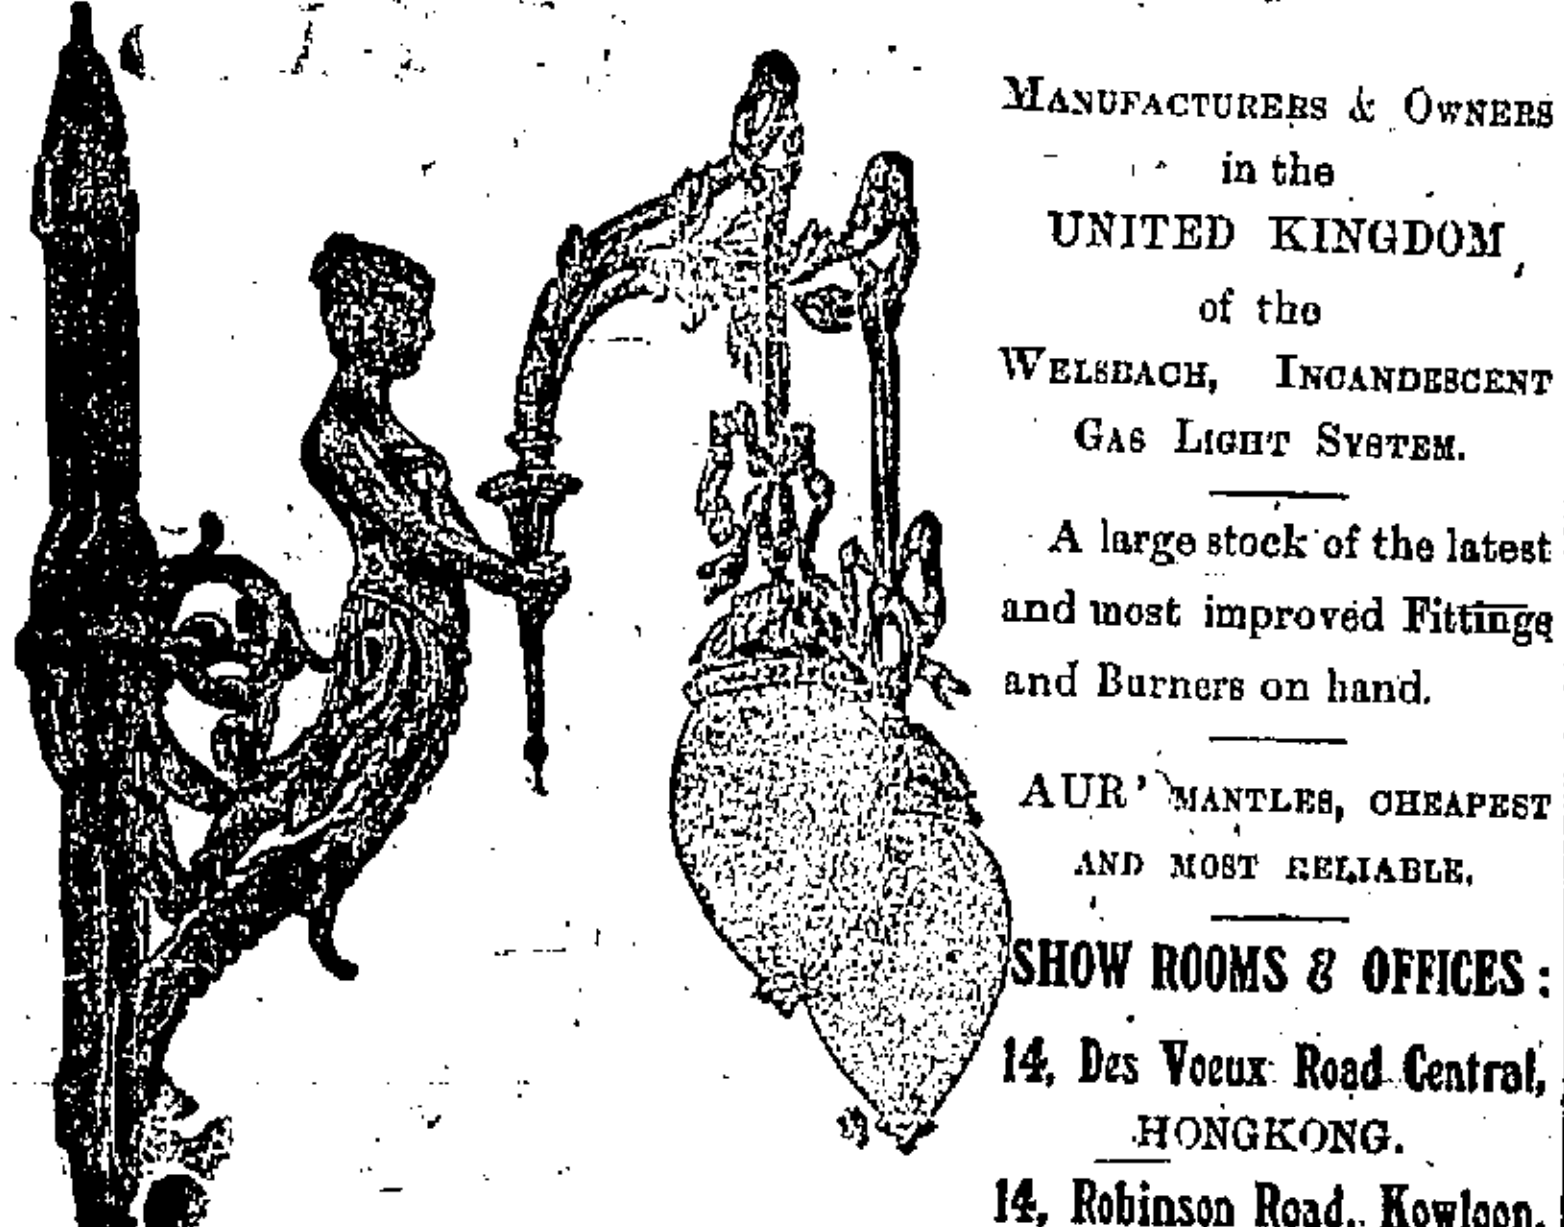 MANUFACTURERS & OWNERS
in the
UNITED KINGDOM,
of the
WELSBACH, INCANDESCENT
GAS LIGHT SYSTEM.
A large stock of the latest
and most improved Fittings
and Burners on hand.
AUR' MANTLES, CHEAPEST
AND MOST RELIABLE.
SHOW ROOMS & OFFICES:
14, Des Voeux Road Central,
HONGKONG.
14, Robinson Road, Kowloon.